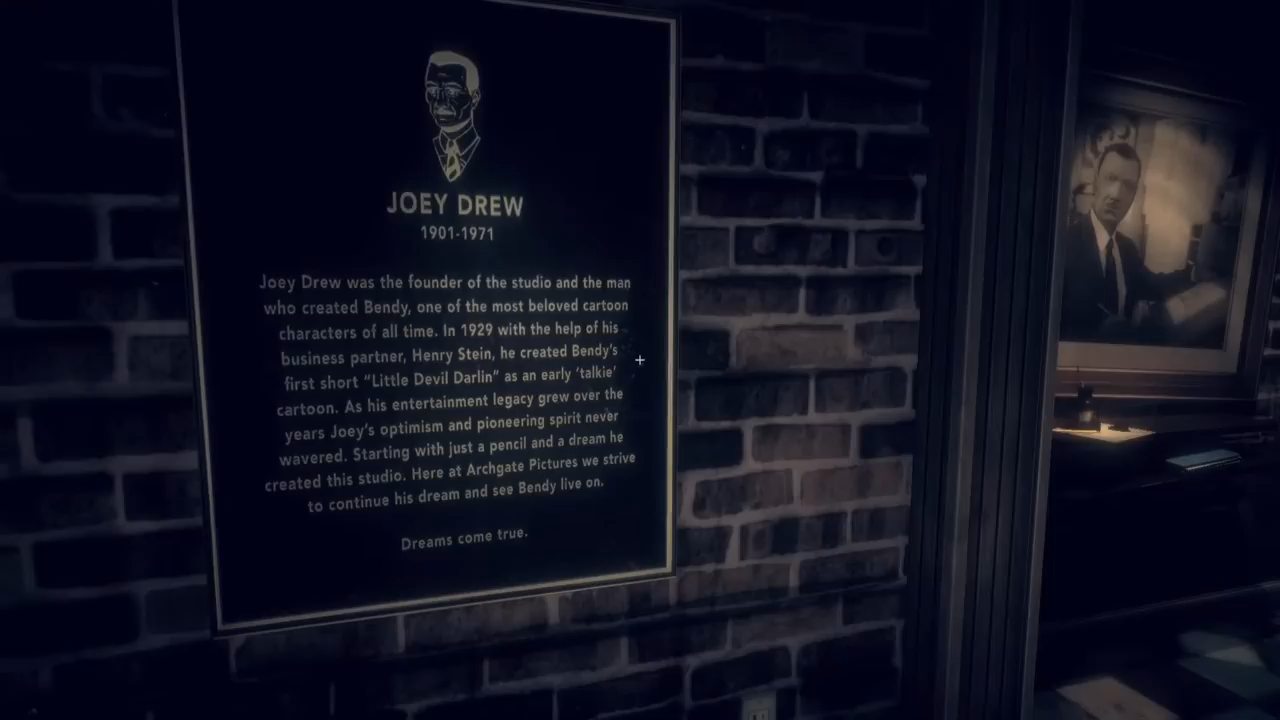 JOEY DREW
1901-1971
Joey Drew was the founder of the studio and the man
who created Bendy, one of the most beloved cartoon
characters of all time. In 1929 with the help of his
business partner, Henry Stein, he created Bendy's
first short “Little Devil Darlin” as an early ‘talkie’
cartoon. As his entertainment legacy grew over the
years Joey's optimism and pioneering spirit never
wavered. Starting with just a pencil and a dream he
created this studio. Here at Archgate Pictures we strive
to continue his dream and see Bendy live on.
Dreams come true.